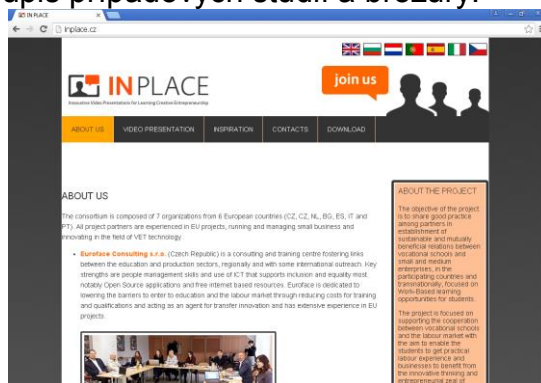 upis případových studií a brožury.
IN PLACE
inplace.cz
join us
INPLACE
Innovative Video Presentations for Learning Creative Entrepreneurship
ABOUT US VIDEO PRESENTATION INSPIRATION CONTACTS DOWNLOAD
ABOUT US
The consortium is composed of 7 organizations from 6 European countries (CZ, CZ, NL, BG, ES, IT and
PT). All project partners are experienced in EU projects, running and managing small business and
innovating in the field of VET technology.
Euroface Consulting s.r.o. (Czech Republic) is a consulting and training centre fostering links
between the education and production sectors, regionally and with some international outreach. Key
strengths are people management skills and use of ICT that supports inclusion and equality most
notably Open Source applications and free internet based resources. Euroface is dedicated to
lowering the barriers to enter to education and the labour market through reducing costs for training
and qualifications and acting as an agent for transfer innovation and has extensive experience in EU
projects.
ABOUT THE PROJECT
The objective of the project
is to share good practice
among partners in
establishment of
sustainable and mutually
beneficial relations between
vocational schools and
small and medium
enterprises, in the
participating countries and
transnationally, focused on
Work-Based learning
opportunities for students.
The project is focused on
supporting the cooperation
between vocational schools
and the labour market with
the aim to enable the
students to get practical
labour experience and
businesses to benefit from
the innovative thinking and
entrepreneurial zeal of